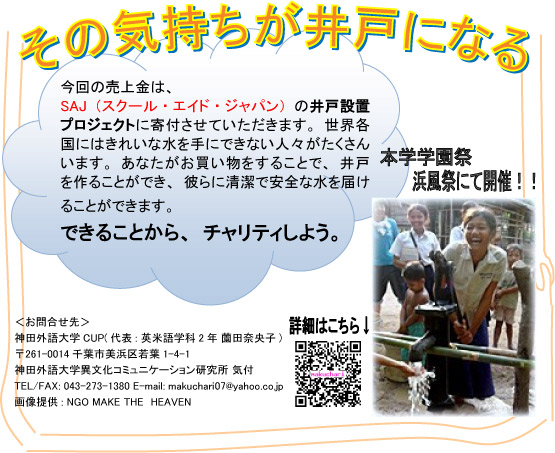 その気持ちが井戸になる
今回の売上金は、
SAJ（スクール・エイド・ジャパン）の井戸設置
プロジェクトに寄付させていただきます。世界各
国にはきれいな水を手にできない人々がたくさん
います。あなたがお買い物をすることで、井戸
を作ることができ、彼らに清潔で安全な水を届け
ることができます。
できることから、チャリティしよう。
本学学園祭
浜風祭にて開催！！
＜お問合せ先＞
神田外語大学CUP(代表：英米語学科2年 薗田奈央子)
〒261-0014 千葉市美浜区若葉1-4-1
神田外語大学異文化コミュニケーション研究所 気付
TEL/FAX: 043-273-1380 E-mail: makuchari07@yahoo.co.jp
画像提供：NGO MAKE THE HEAVEN
詳細はこちら↓
makuchari